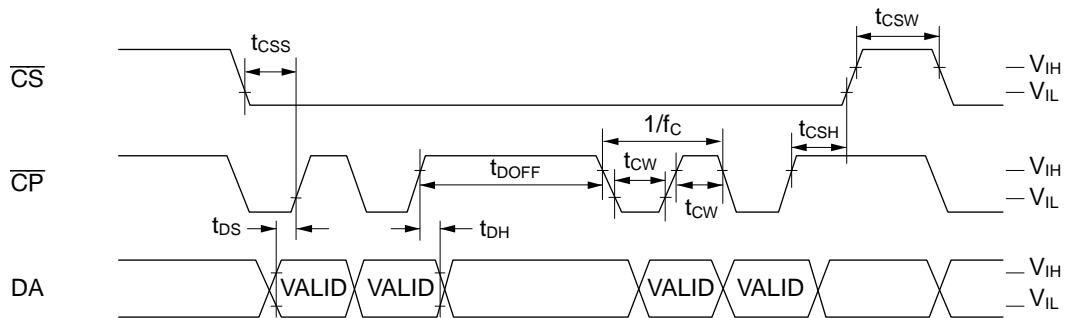 tCSW
tCSS
CS
VIH
VIL
1/fC
tCSH
tCW
CP
tDOFF
VIH
tCW
VIL
tDS
tDH
DA
VALID VALID VALID VALID
VIH
VIL